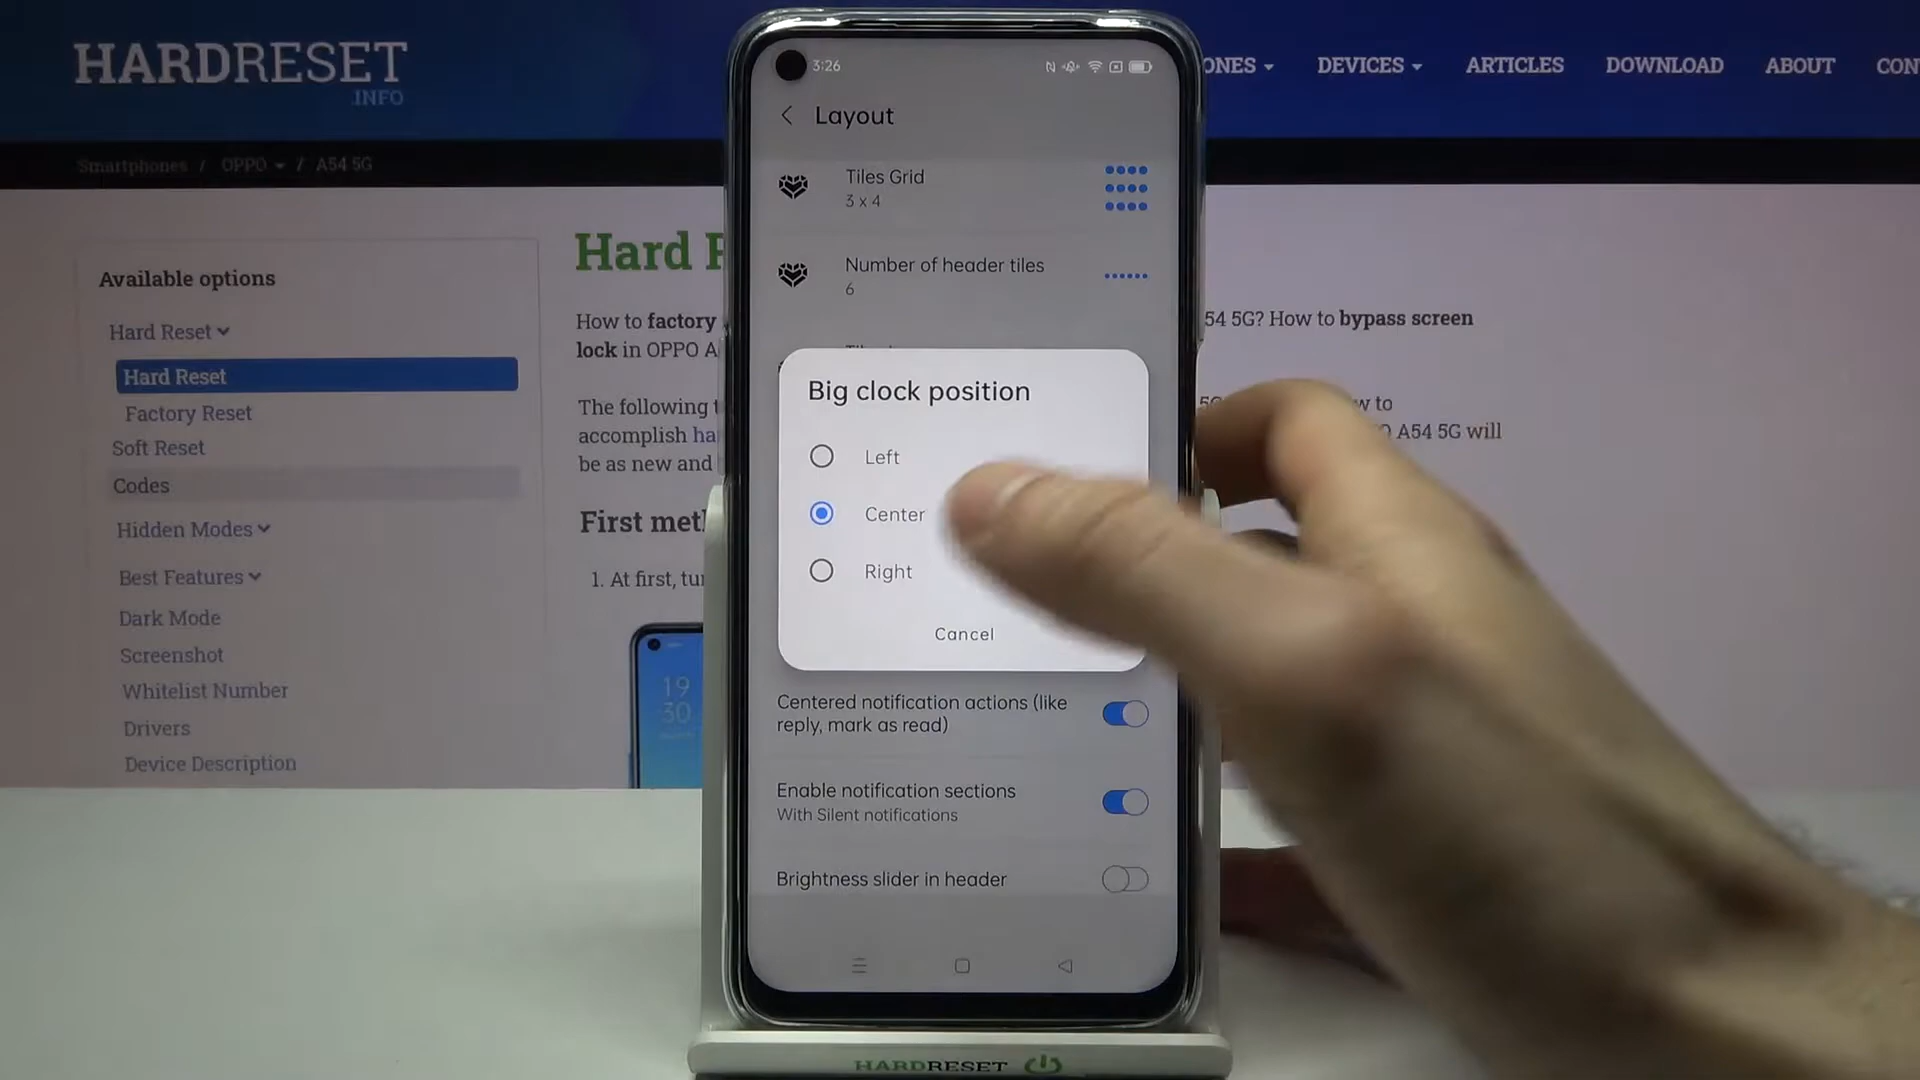 HARDRESET
.INFO
DEVICES
ARTICLES
DOWNLOAD
ABOUT
Smartphones / OPPO / A54 5G
Available options
Hard Reset
Hard Reset
Factory Reset
Soft Reset
Codes
Hidden Modes
Best Features
Dark Mode
Screenshot
Whitelist Number
Drivers
Device Description
Hard
How to factory
lock in OPPO
The following
accomplish
be as new and
First
1. At first,
19
30
54 5G? How to bypass screen
A54 5G will
3:26
Layout
Tiles Grid
3 x 4
Number of header tiles
6
Big clock position
Left
Center
Right
Cancel
Centered notification actions (like
reply, mark as read)
Enable notification sections
With Silent notifications
Brightness slider in header
HARDRESET